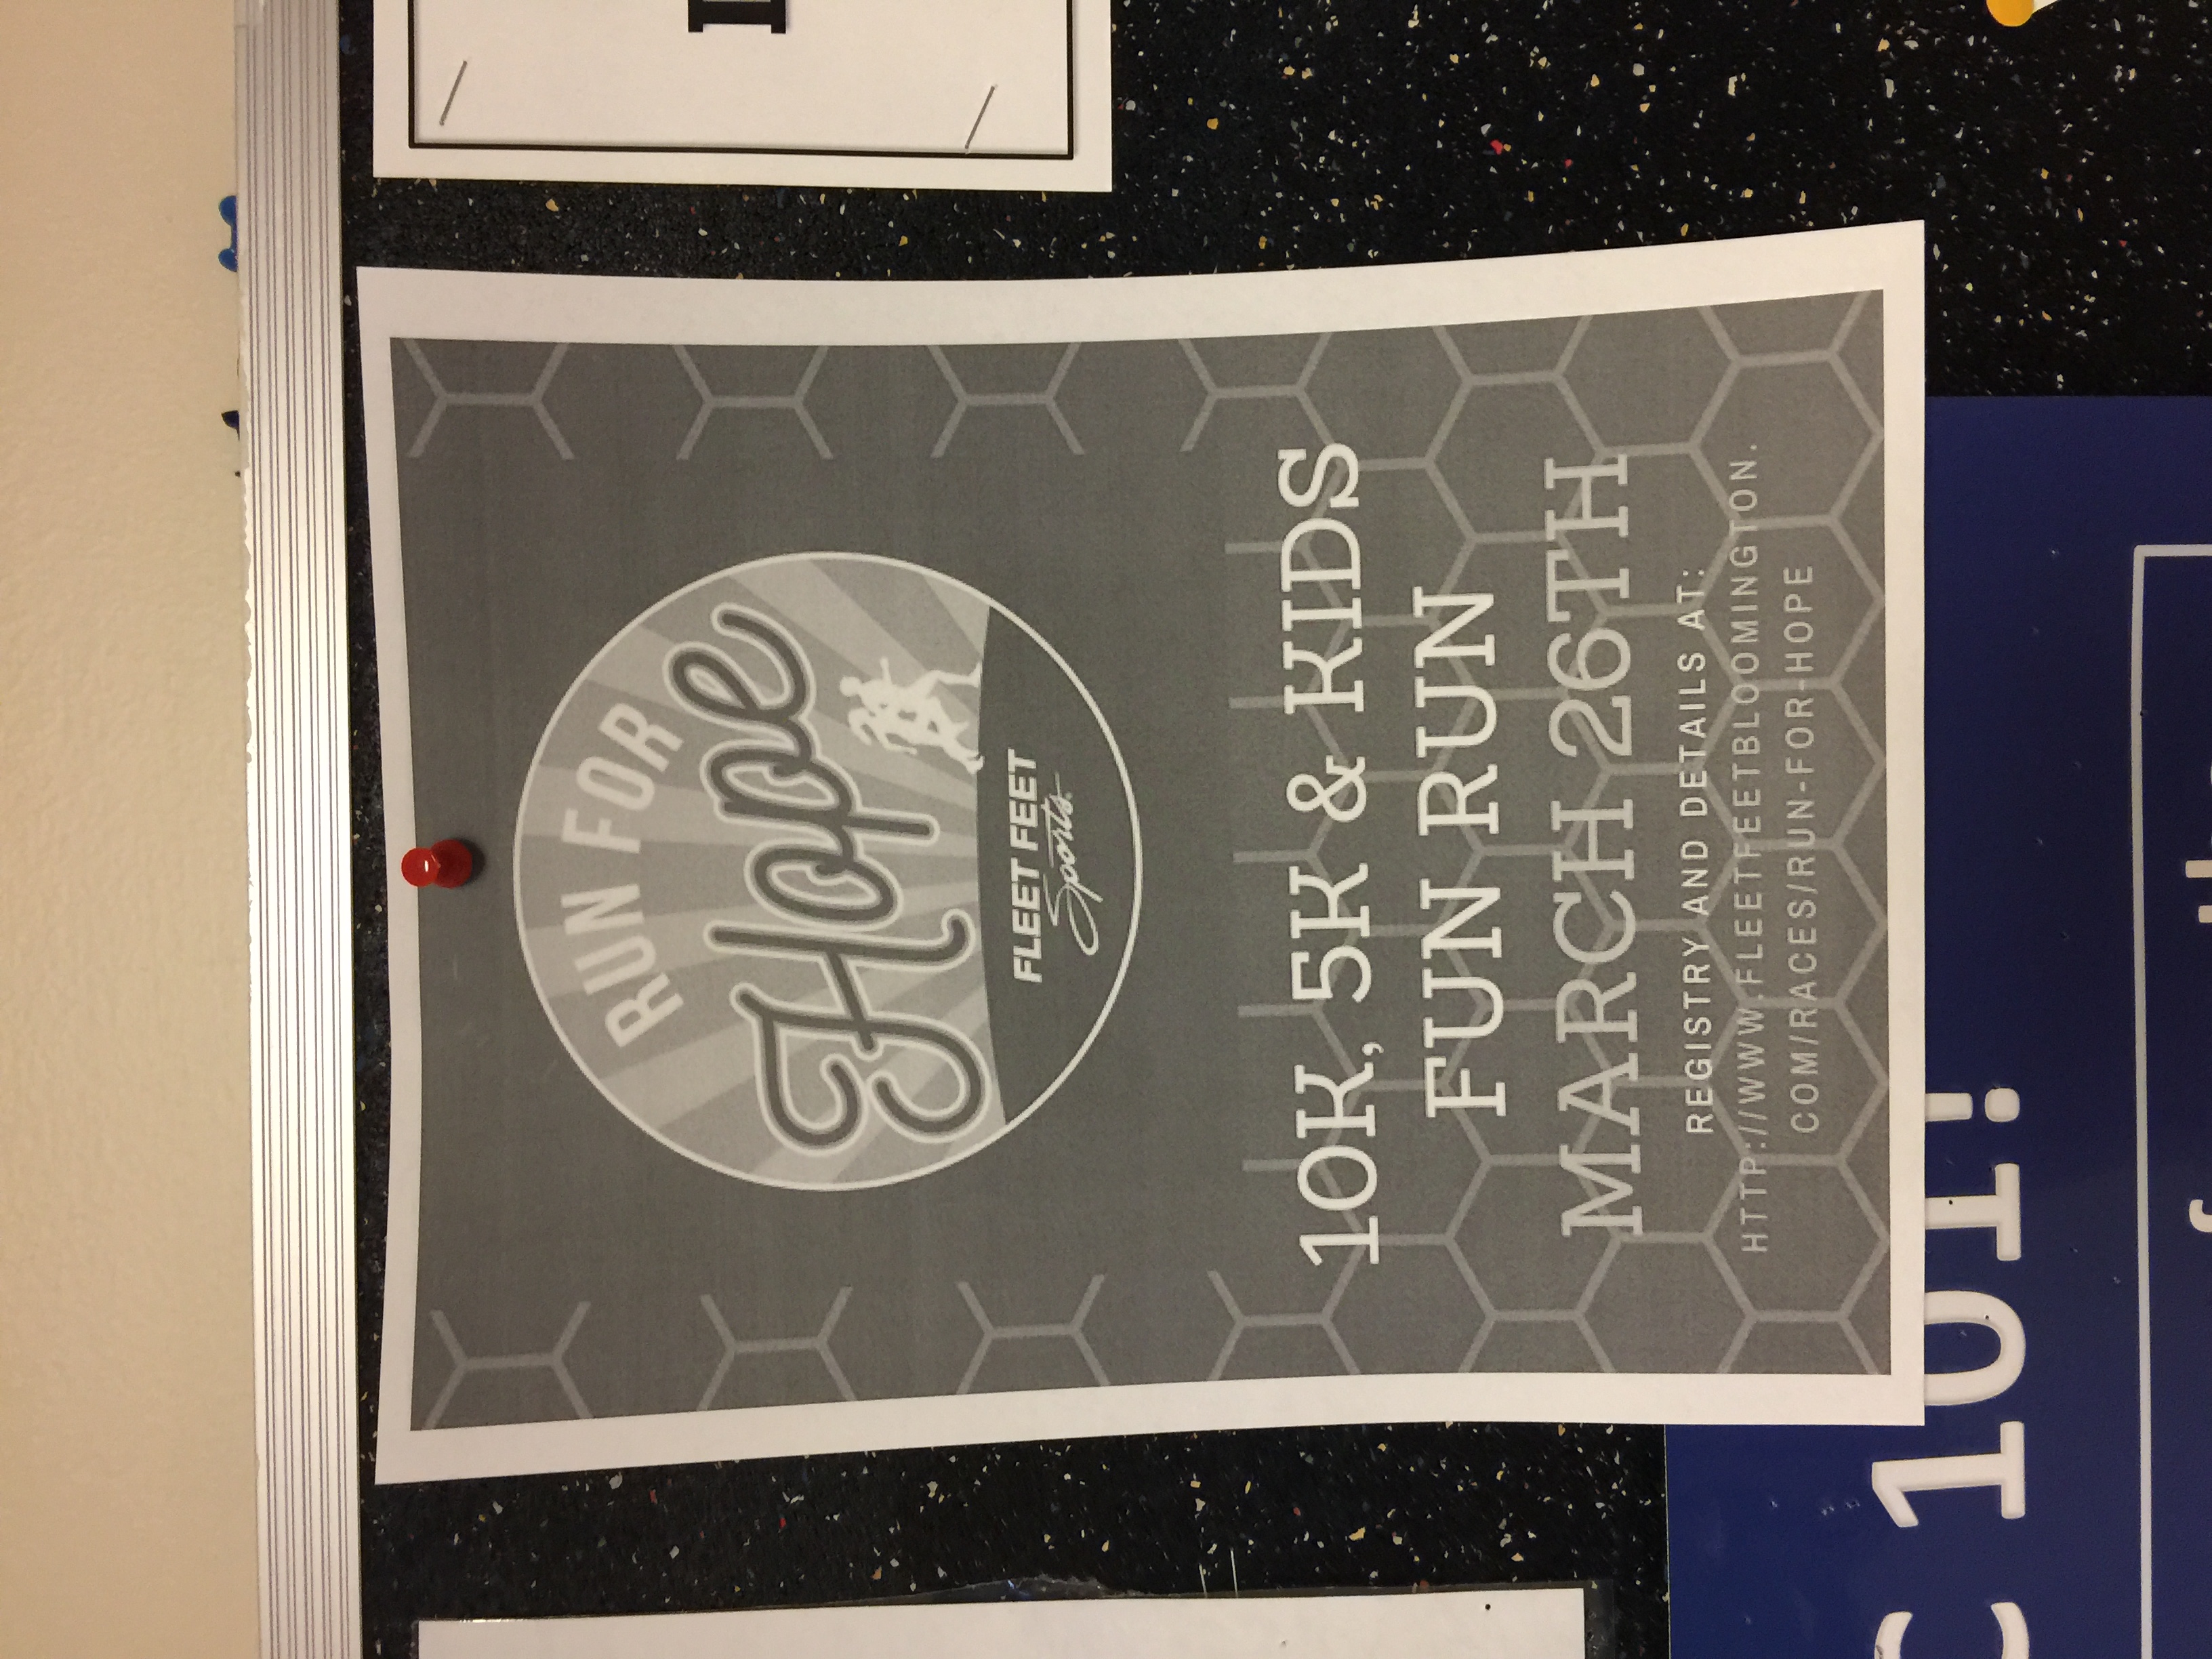 RUN FOR
Hope
FLEET FEET
Sports
10K, 5K & KIDS
FUN RUN
MARCH 26TH
REGISTRY AND DETAILS AT:
HTTP://WWW.FLEETFEETBLOOMINGTON.
COM/RACES/RUN-FOR-HOPE
C 101!